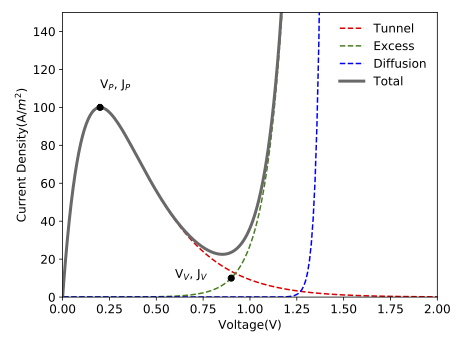 Current Density(A/m²)
140
120
100
80
60
40
20
0
V_P, J_P
V_V, J_V
Tunnel
Excess
Diffusion
Total
0.00 0.25 0.50 0.75 1.00 1.25 1.50 1.75 2.00
Voltage(V)